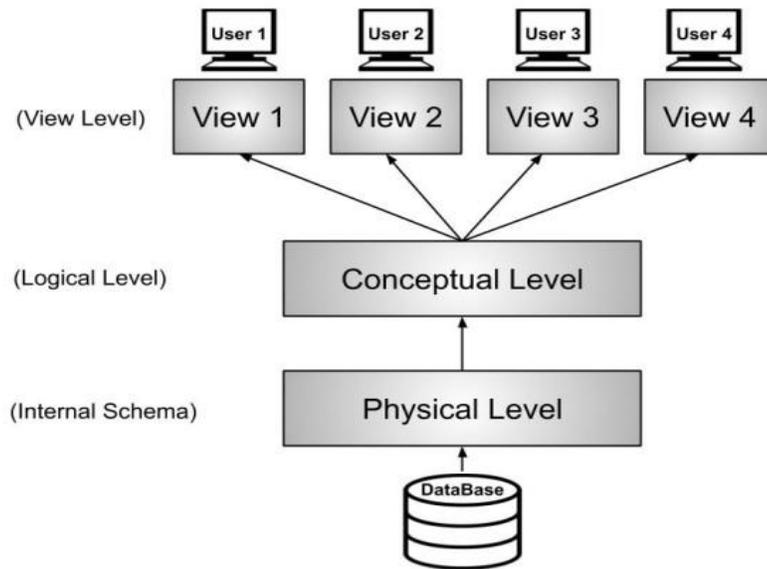 User 1
User 2
User 3
User 4
(View Level)
View 1
View 2
View 3
View 4
(Logical Level)
Conceptual Level
(Internal Schema)
Physical Level
DataBase